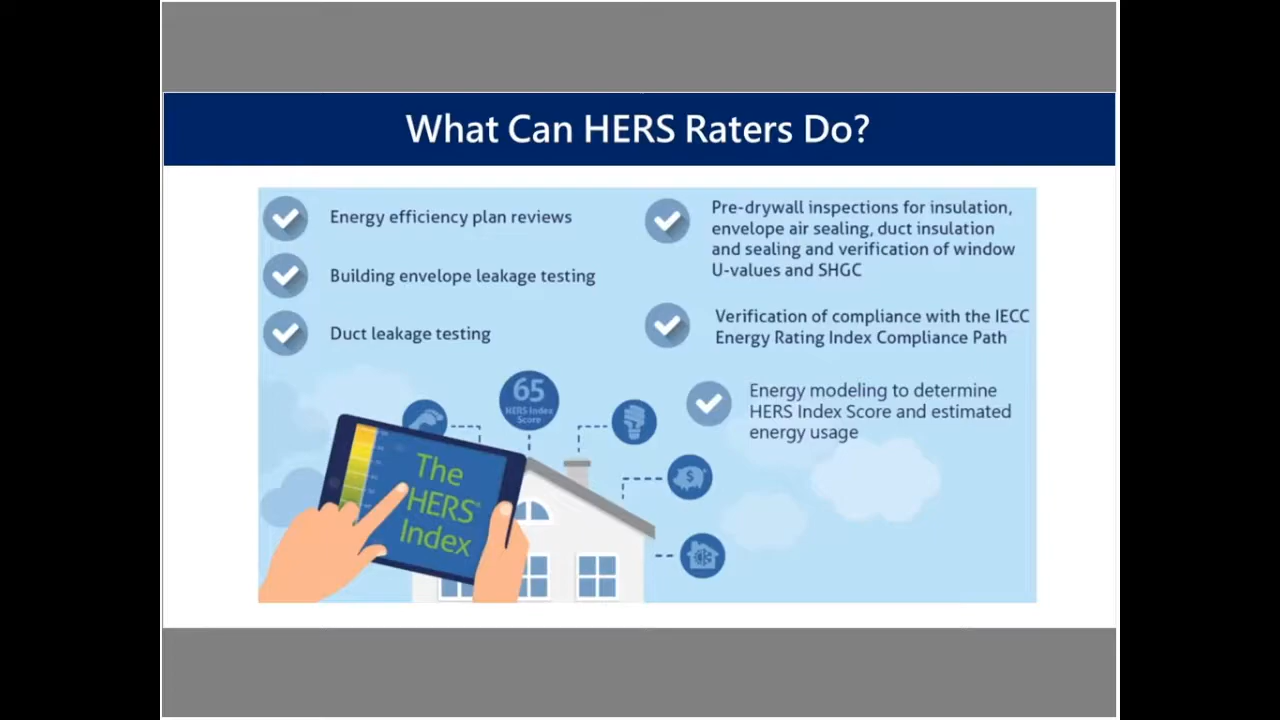 What Can HERS Raters Do?
Energy efficiency plan reviews
Building envelope leakage testing
Duct leakage testing
Pre-drywall inspections for insulation,
envelope air sealing, duct insulation
and sealing and verification of window
U-values and SHGC
Verification of compliance with the IECC
Energy Rating Index Compliance Path
Energy modeling to determine
HERS Index Score and estimated
energy usage
65
HERS Index
Score
The
HERS®
Index
$